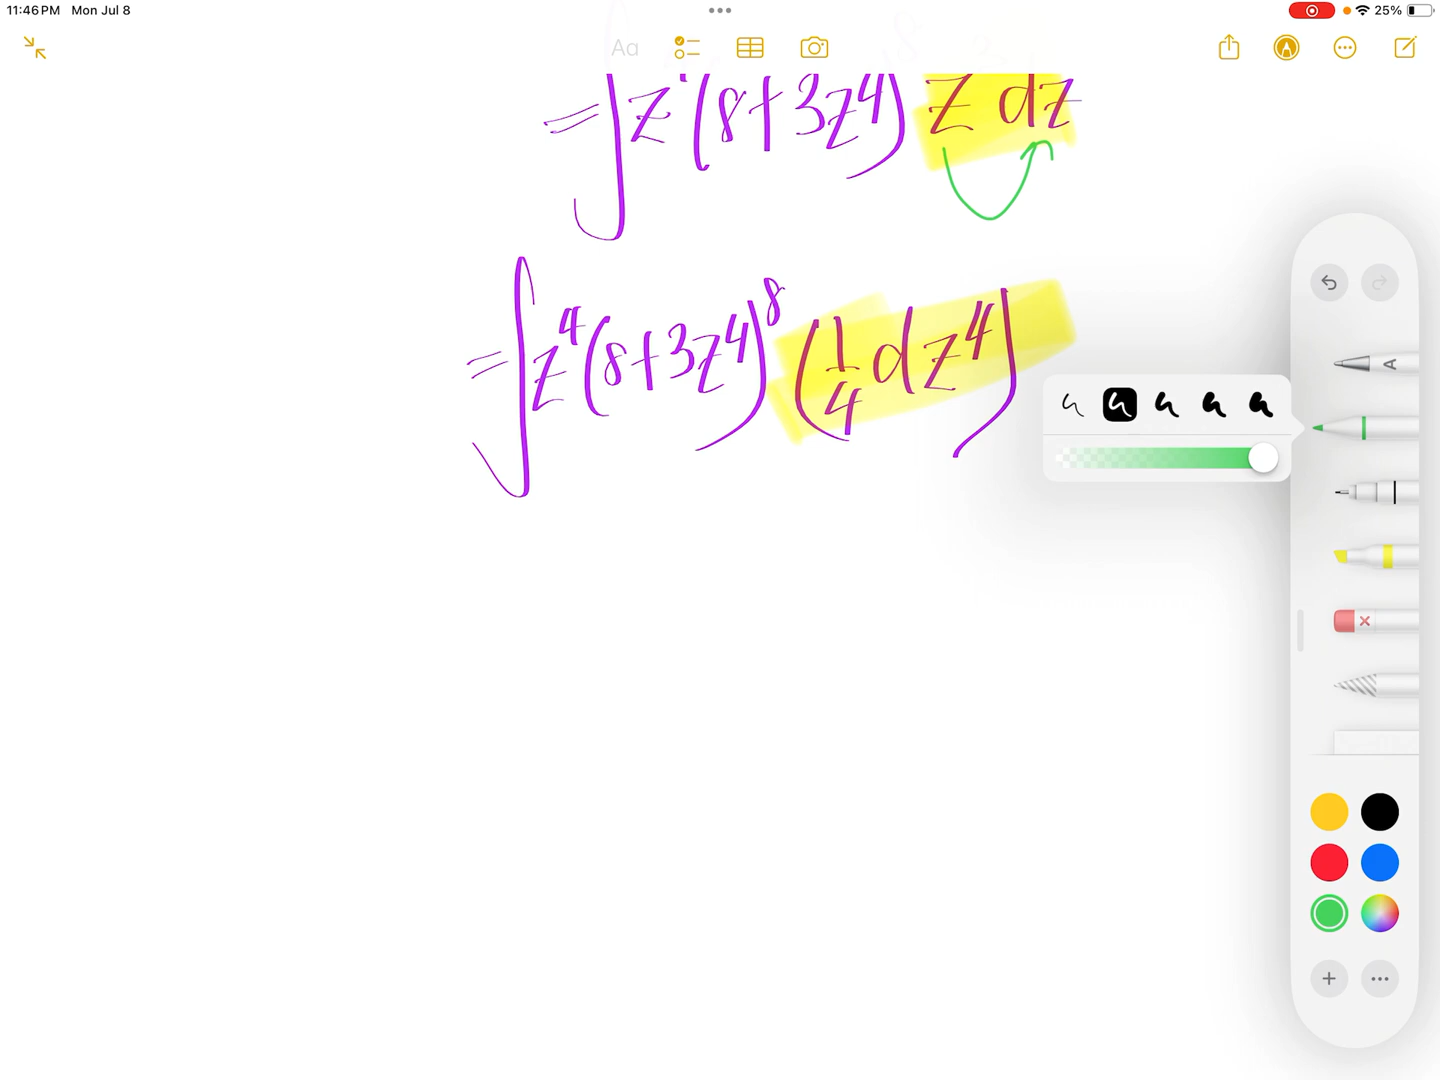 11:46 PM Mon Jul 8
25%
Aa
= ∫ z⁴(8+3z⁴) z dz
= ∫ z⁴(8+3z⁴)⁸ (1/4 dz⁴)
A